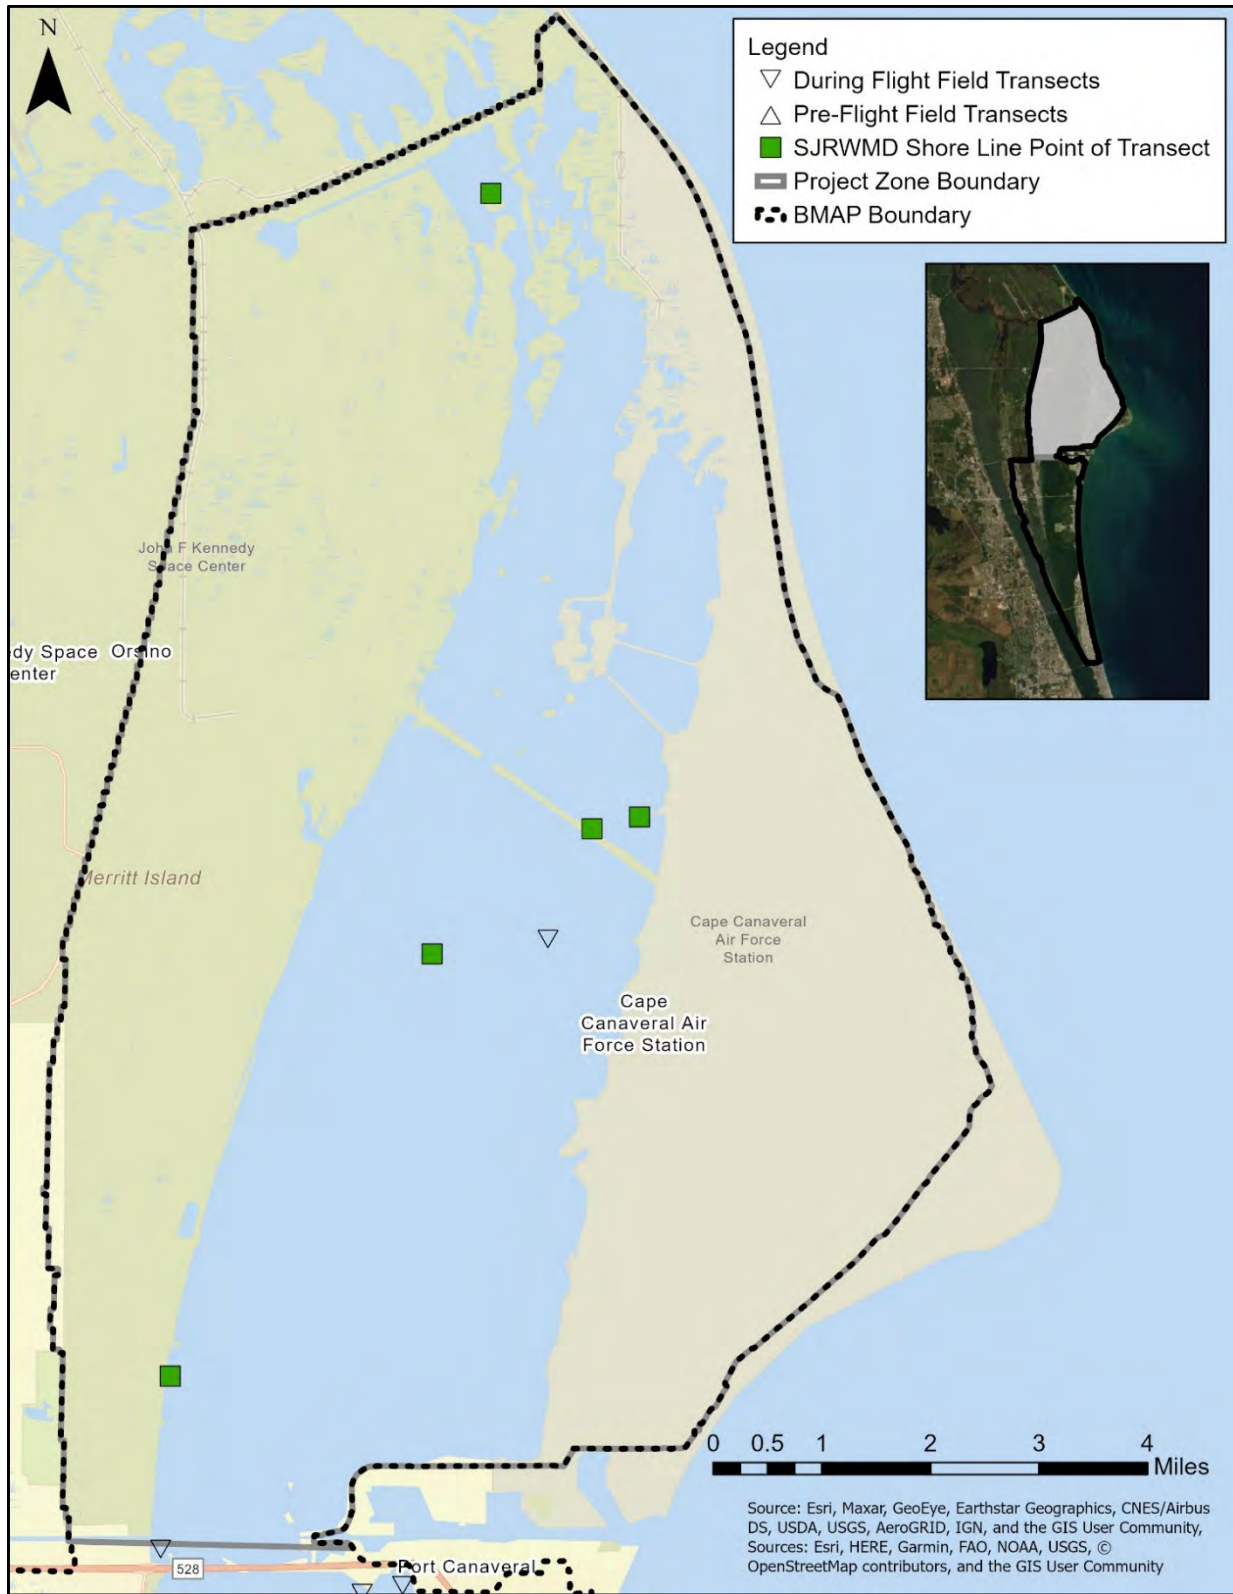 N
Legend
During Flight Field Transects
Pre-Flight Field Transects
SJRWMD Shore Line Point of Transect
Project Zone Boundary
BMAP Boundary
John F Kennedy
Space Center
edy Space
enter
Orsino
Merritt Island
Cape Canaveral
Air Force
Station
Cape
Canaveral Air
Force Station
0 0.5 1 2 3 4
Miles
Source: Esri, Maxar, GeoEye, Earthstar Geographics, CNES/Airbus
DS, USDA, USGS, AeroGRID, IGN, and the GIS User Community,
Sources: Esri, HERE, Garmin, FAO, NOAA, USGS, ©
OpenStreetMap contributors, and the GIS User Community
528
Port Canaveral